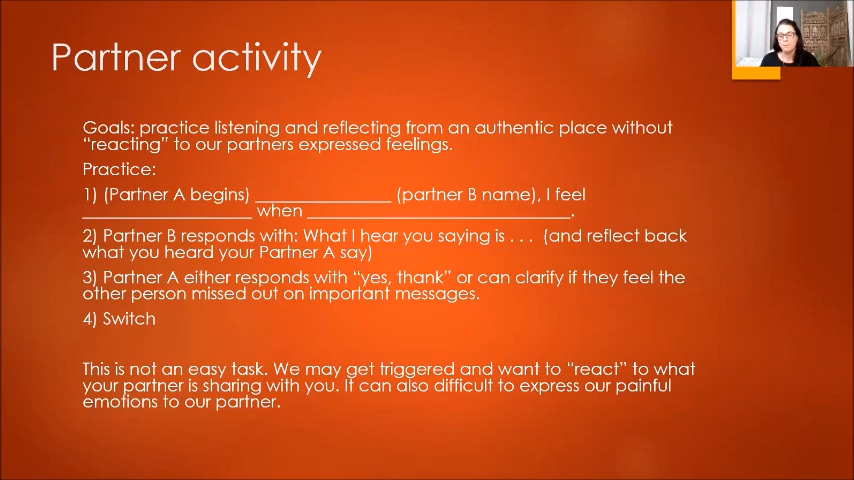 Partner activity
Goals: practice listening and reflecting from an authentic place without
“reacting” to our partners expressed feelings.
Practice:
1) (Partner A begins) ______________ (partner B name), I feel
__________________ when ____________________________.
2) Partner B responds with: What I hear you saying is . . .  (and reflect back
what you heard your Partner A say)
3) Partner A either responds with “yes, thank” or can clarify if they feel the
other person missed out on important messages.
4) Switch
This is not an easy task. We may get triggered and want to “react” to what
your partner is sharing with you. It can also difficult to express our painful
emotions to our partner.